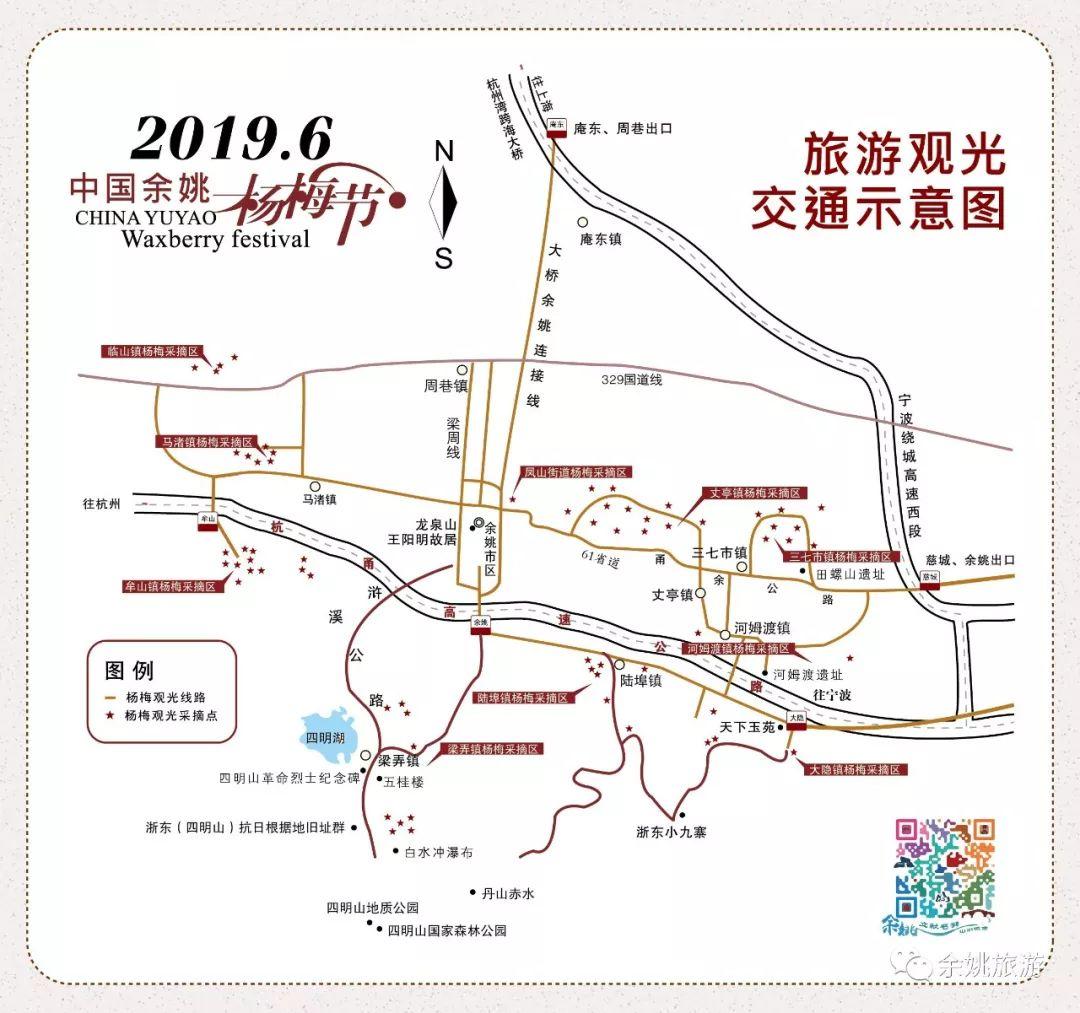 2019.6
中国余姚杨梅节
CHINA YUYAO
Waxberry festival
N
S
旅游观光
交通示意图
往上海
杭州湾跨海大桥
庵东
庵东、周巷出口
庵东镇
大桥余姚连接线
临山镇杨梅采摘区
周巷镇
329国道线
宁波绕城高速西段
梁周线
马渚镇杨梅采摘区
凤山街道杨梅采摘区
马渚镇
丈亭镇杨梅采摘区
往杭州
牟山
龙泉山
王阳明故居
余姚市区
61省道
三七市镇
三七市镇杨梅采摘区
慈城、余姚出口
慈城
田螺山遗址
牟山镇杨梅采摘区
杭甬高速公路
浒溪公路
甬余公路
丈亭镇
余姚
河姆渡镇
河姆渡镇杨梅采摘区
河姆渡遗址
往宁波
图例
杨梅观光线路
杨梅观光采摘点
陆埠镇杨梅采摘区
陆埠镇
天下玉苑
大隐
大隐镇杨梅采摘区
四明湖
梁弄镇
梁弄镇杨梅采摘区
四明山革命烈士纪念碑
五桂楼
浙东（四明山）抗日根据地旧址群
白水冲瀑布
浙东小九寨
丹山赤水
四明山地质公园
四明山国家森林公园
余姚
余姚旅游